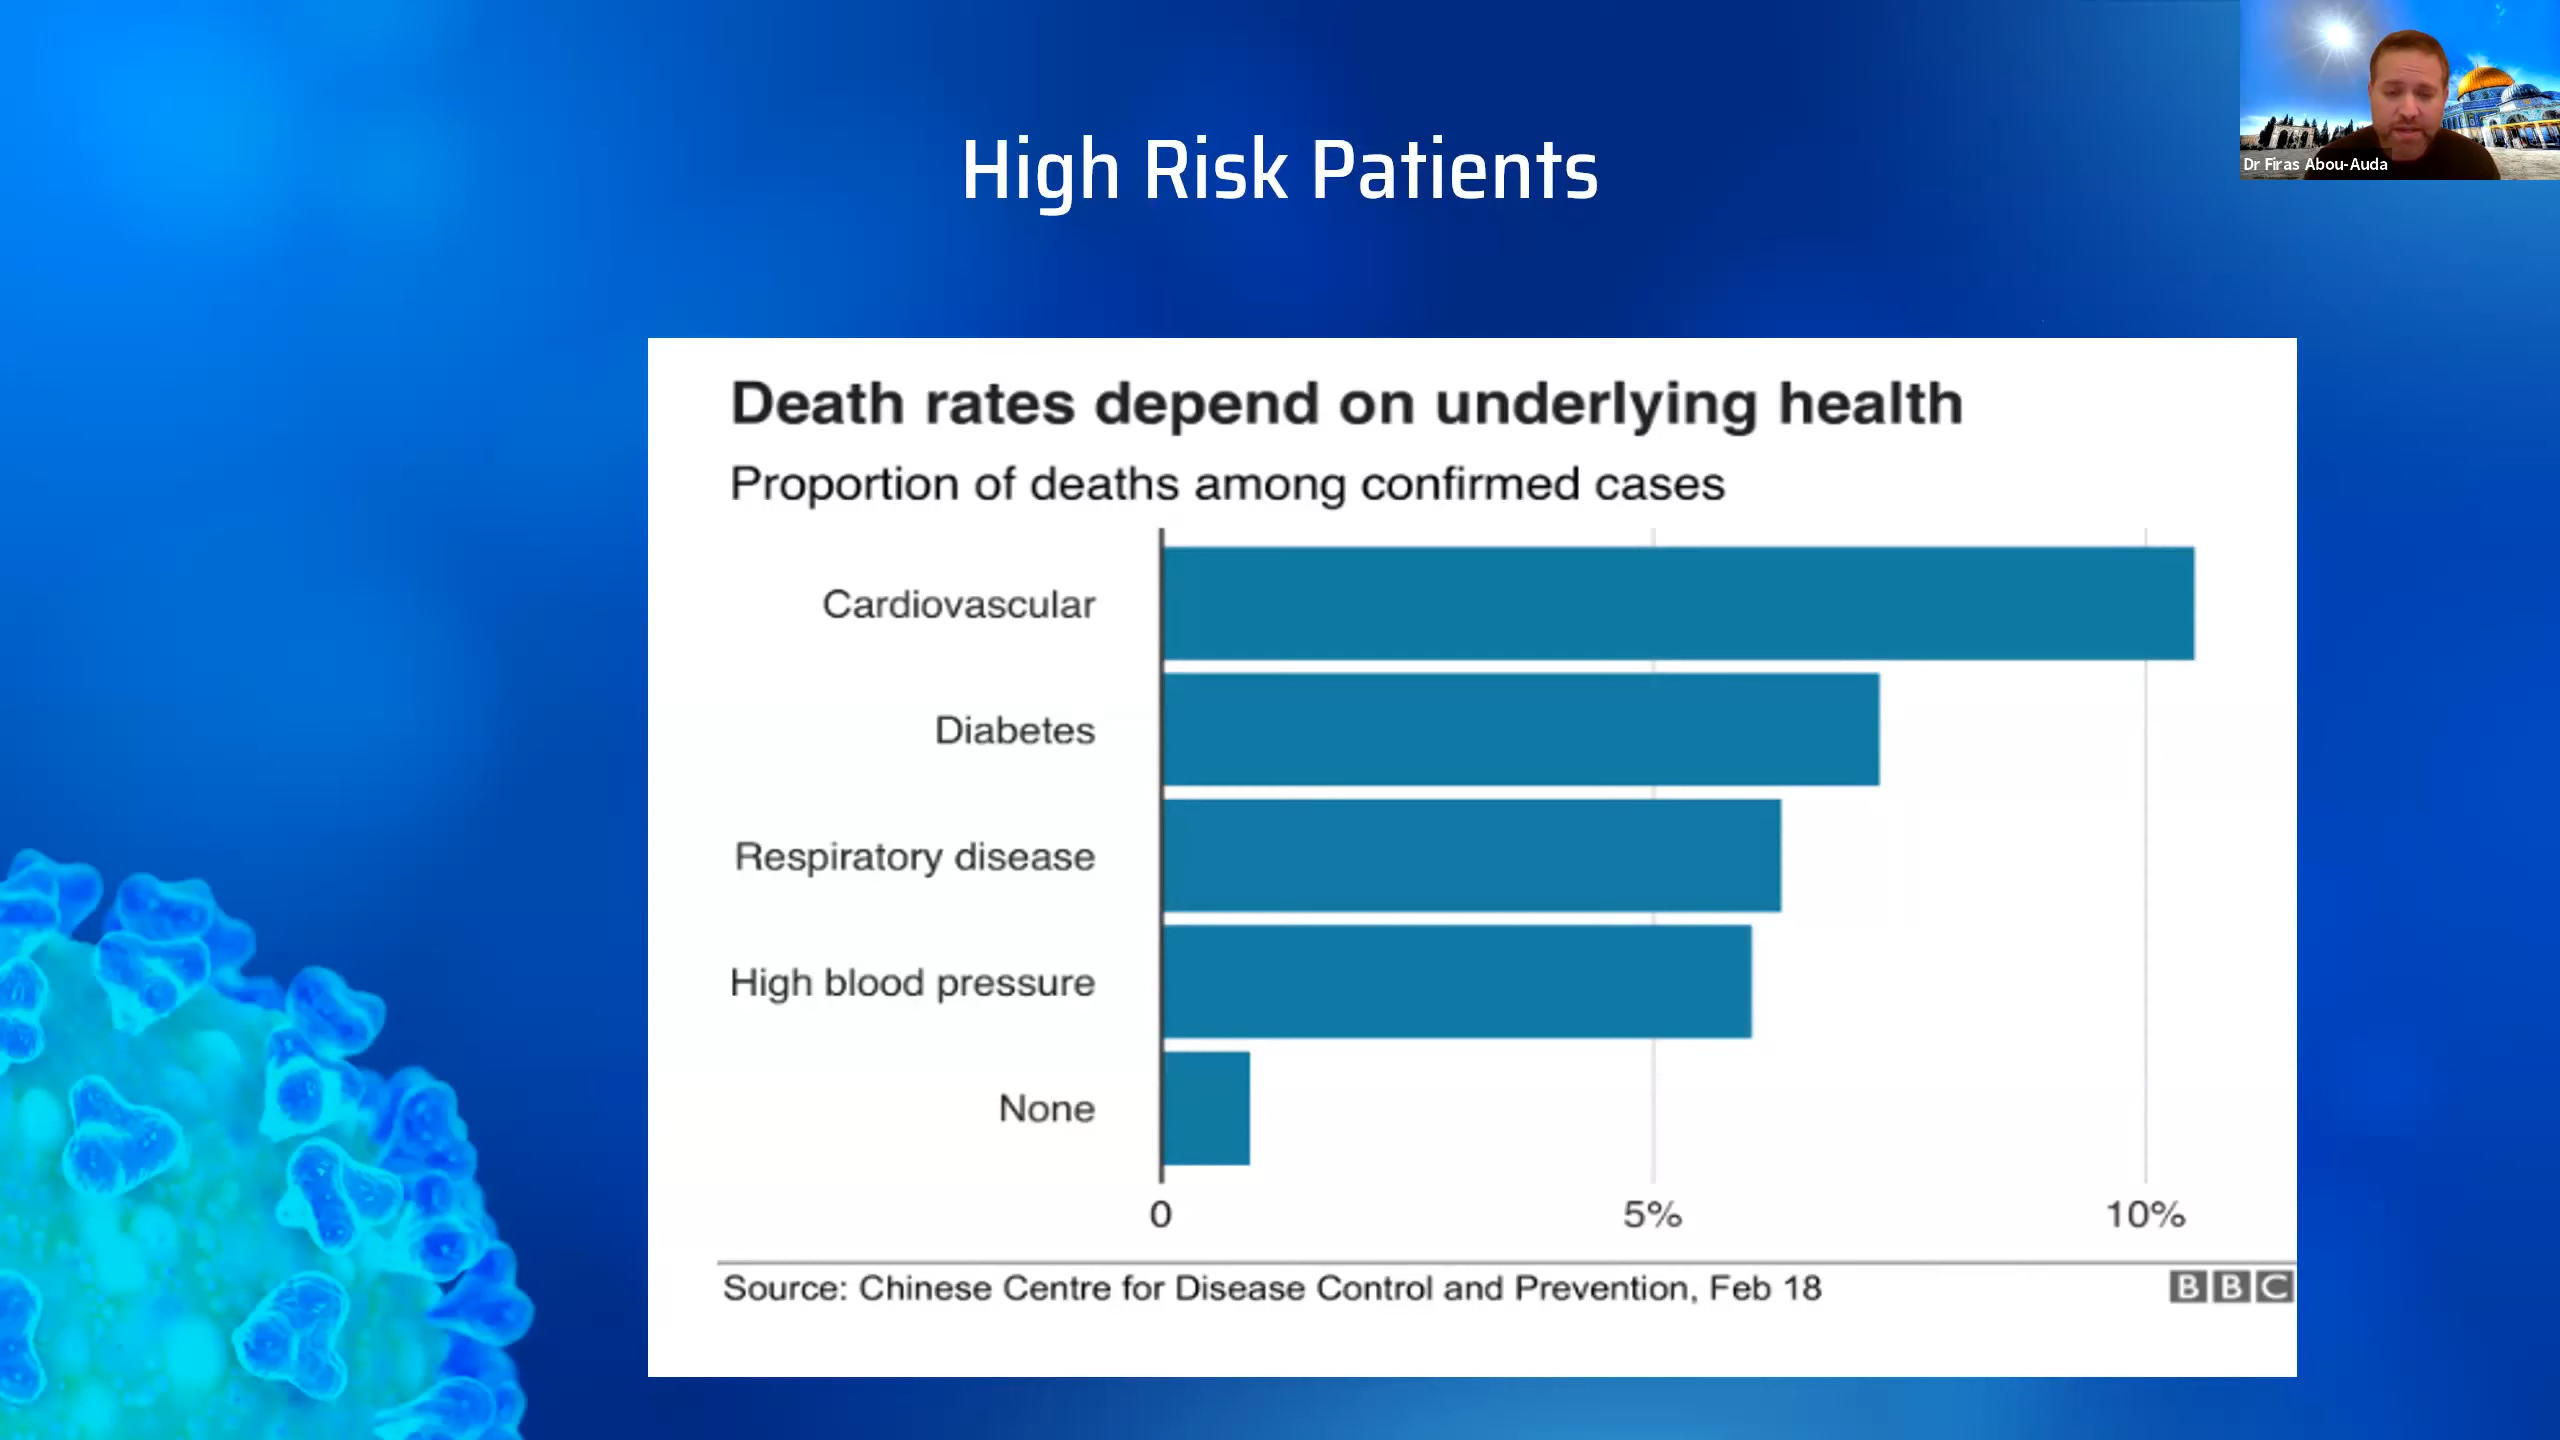 High Risk Patients
Dr Firas Abou-Auda
Death rates depend on underlying health
Proportion of deaths among confirmed cases
Cardiovascular
Diabetes
Respiratory disease
High blood pressure
None
0 5% 10%
Source: Chinese Centre for Disease Control and Prevention, Feb 18
BBC